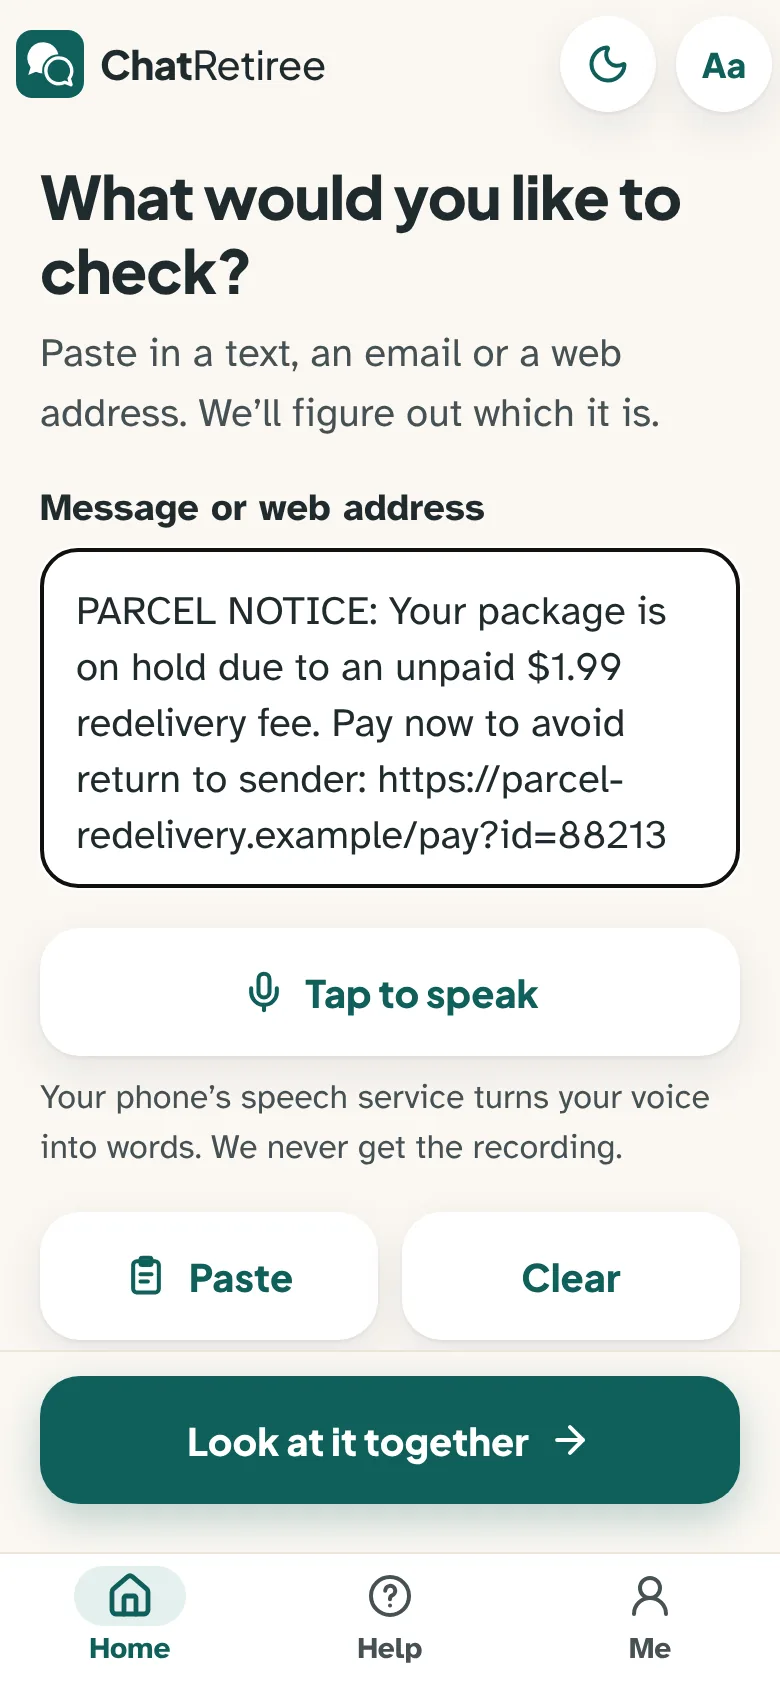 ChatRetiree
Aa
What would you like to
check?
Paste in a text, an email or a web
address. We’ll figure out which it is.
Message or web address
PARCEL NOTICE: Your package is
on hold due to an unpaid $1.99
redelivery fee. Pay now to avoid
return to sender: https://parcel-
redelivery.example/pay?id=88213
Tap to speak
Your phone’s speech service turns your voice
into words. We never get the recording.
Paste
Clear
Look at it together
Home
Help
Me